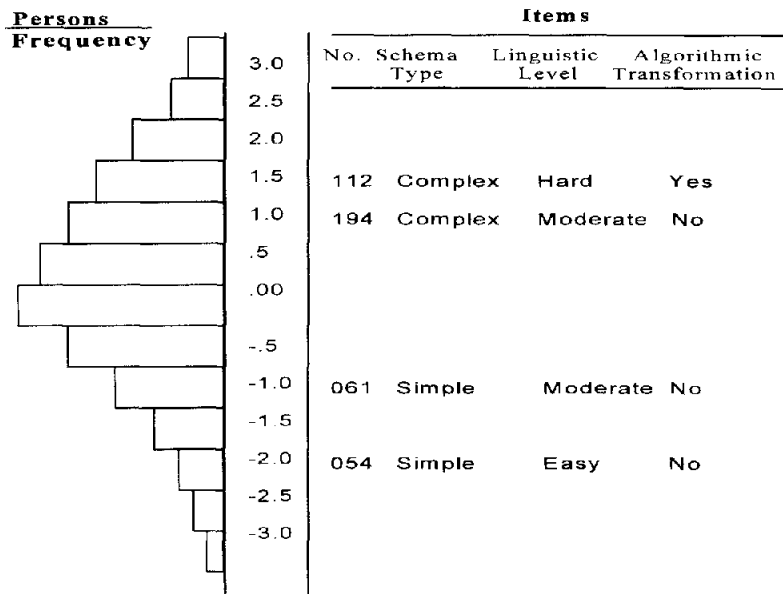 Persons
Frequency
Items
No. Schema Type Linguistic Level Algorithmic Transformation
3.0
2.5
2.0
1.5
112 Complex Hard Yes
1.0
194 Complex Moderate No
.5
.00
-.5
-1.0
061 Simple Moderate No
-1.5
-2.0
054 Simple Easy No
-2.5
-3.0